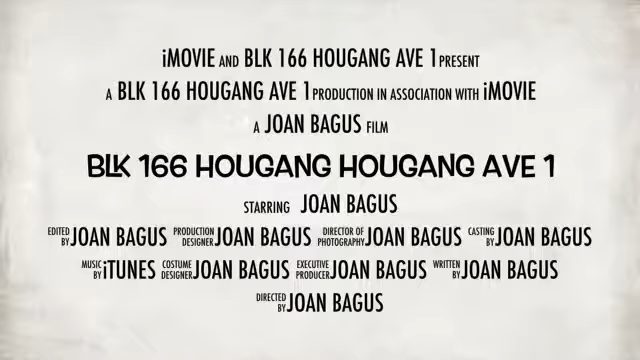 iMOVIE AND BLK 166 HOUGANG AVE 1 PRESENT
A BLK 166 HOUGANG AVE 1 PRODUCTION IN ASSOCIATION WITH iMOVIE
A JOAN BAGUS FILM
BLK 166 HOUGANG HOUGANG AVE 1
STARRING JOAN BAGUS
EDITED BY JOAN BAGUS PRODUCTION DESIGNER JOAN BAGUS DIRECTOR OF PHOTOGRAPHY JOAN BAGUS CASTING BY JOAN BAGUS
MUSIC BY iTUNES COSTUME DESIGNER JOAN BAGUS EXECUTIVE PRODUCER JOAN BAGUS WRITTEN BY JOAN BAGUS
DIRECTED BY JOAN BAGUS